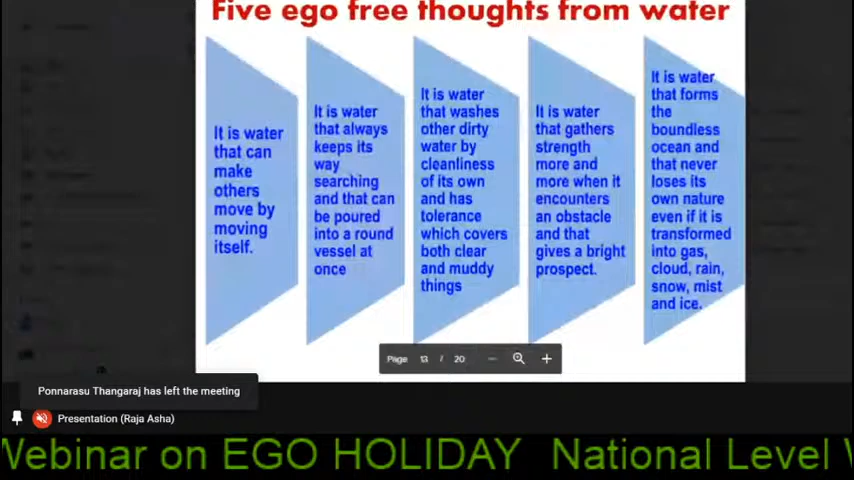 Five ego free thoughts from water
It is water
that can
make
others
move by
moving
itself.
It is water
that always
keeps its
way
searching
and that can
be poured
into a round
vessel at
once
It is water
that washes
other dirty
water by
cleanliness
of its own
and has
tolerance
which covers
both clear
and muddy
things
It is water
that gathers
strength
more and
more when it
encounters
an obstacle
and that
gives a bright
prospect.
It is water
that forms
the
boundless
ocean and
that never
loses its
own nature
even if it is
transformed
into gas,
cloud, rain,
snow, mist
and ice.
Page 13 / 20
Ponnarasu Thangaraj has left the meeting
Presentation (Raja Asha)
Webinar on EGO HOLIDAY National Level